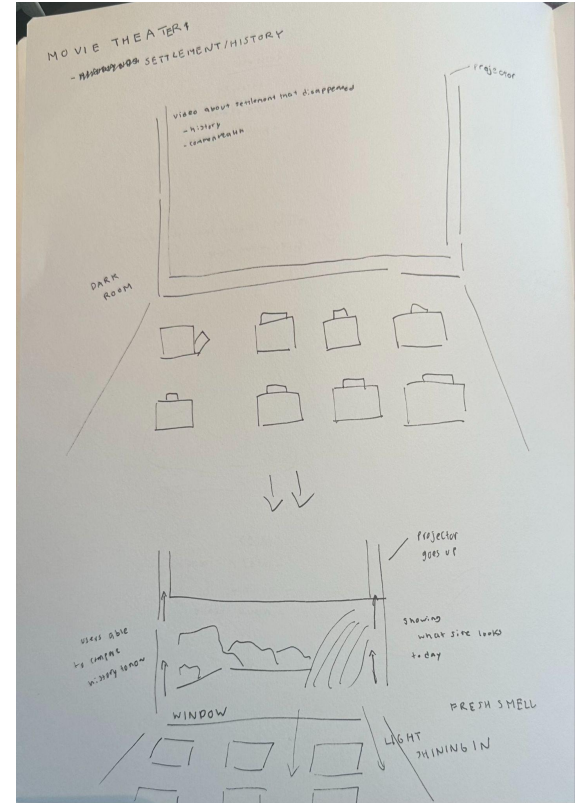 MOVIE THEATER
- SETTLEMENT/HISTORY
projector
video about settlement that disappeared
- history
DARK
ROOM
projector
goes up
users able
to compare
history to now
showing
what site looks
today
WINDOW
FRESH SMELL
LIGHT
SHINING IN